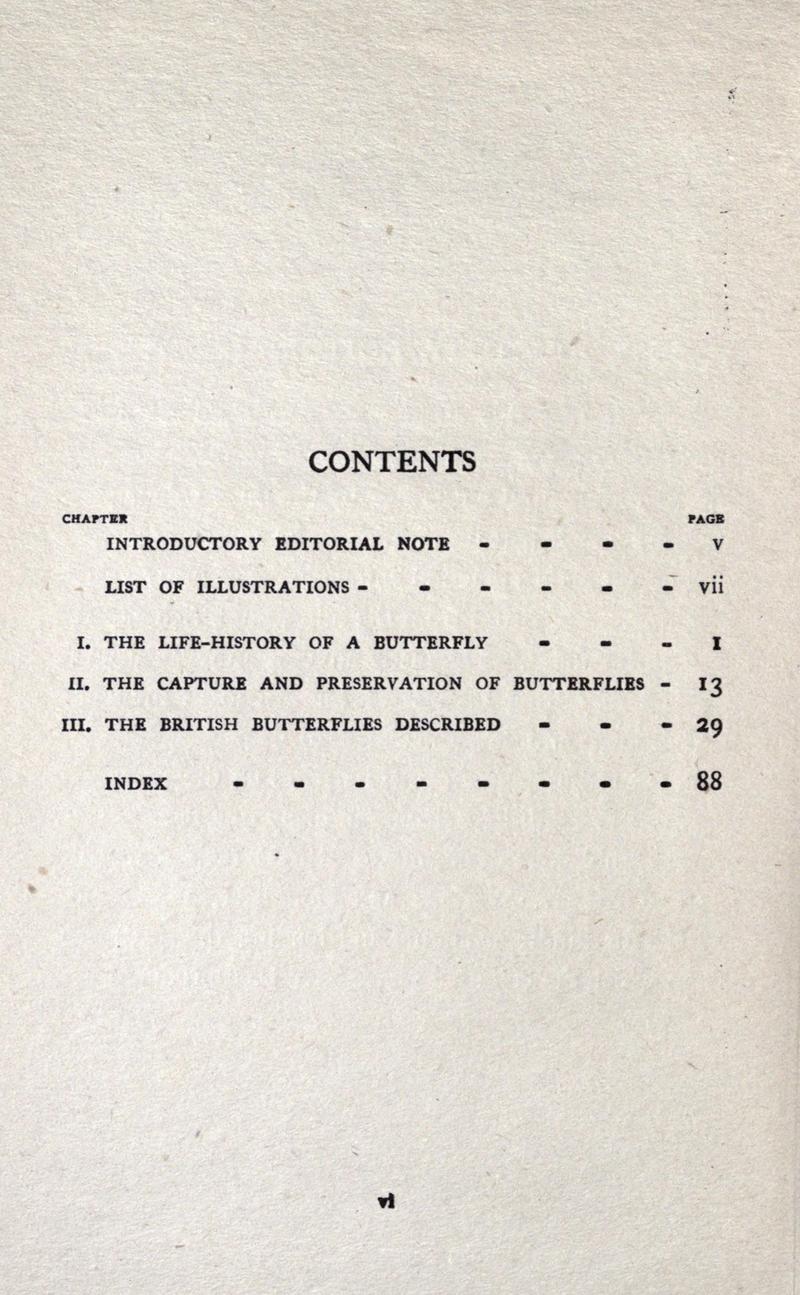 CONTENTS
CHAPTER PAGE
INTRODUCTORY EDITORIAL NOTE - - - - v
LIST OF ILLUSTRATIONS - - - - - - vii
I. THE LIFE-HISTORY OF A BUTTERFLY - - - I
II. THE CAPTURE AND PRESERVATION OF BUTTERFLIES - 13
III. THE BRITISH BUTTERFLIES DESCRIBED - - - 29
INDEX - - - - - - - - 88
vi